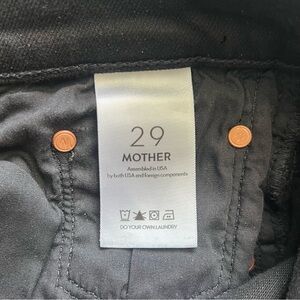 29
MOTHER
Assembled in USA
by both USA and foreign components
DO YOUR OWN LAUNDRY